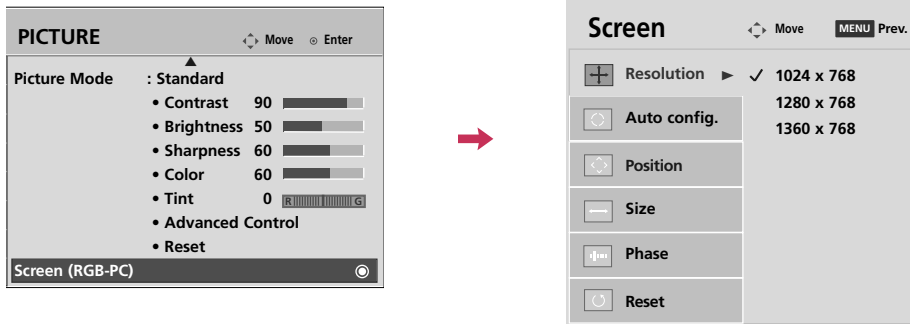 PICTURE Move Enter
Picture Mode : Standard
• Contrast 90
• Brightness 50
• Sharpness 60
• Color 60
• Tint 0 R G
• Advanced Control
• Reset
Screen (RGB-PC)
Screen Move MENU Prev.
Resolution ► ✓ 1024 x 768
1280 x 768
Auto config.
1360 x 768
Position
Size
Phase
Reset